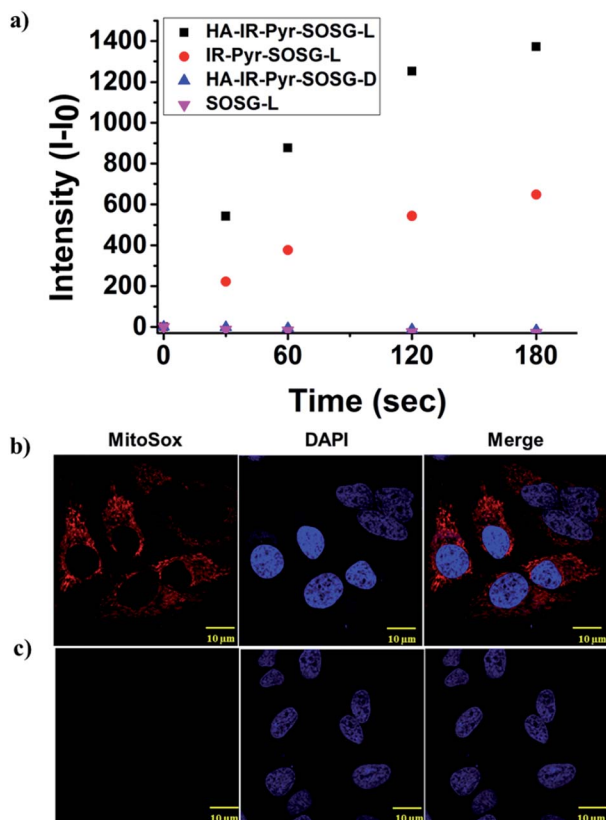 a)
Intensity (I-I0)
1400
1200
1000
800
600
400
200
0
HA-IR-Pyr-SOSG-L
IR-Pyr-SOSG-L
HA-IR-Pyr-SOSG-D
SOSG-L
0 60 120 180
Time (sec)
b)
MitoSox DAPI Merge
10 µm 10 µm 10 µm
c)
10 µm 10 µm 10 µm